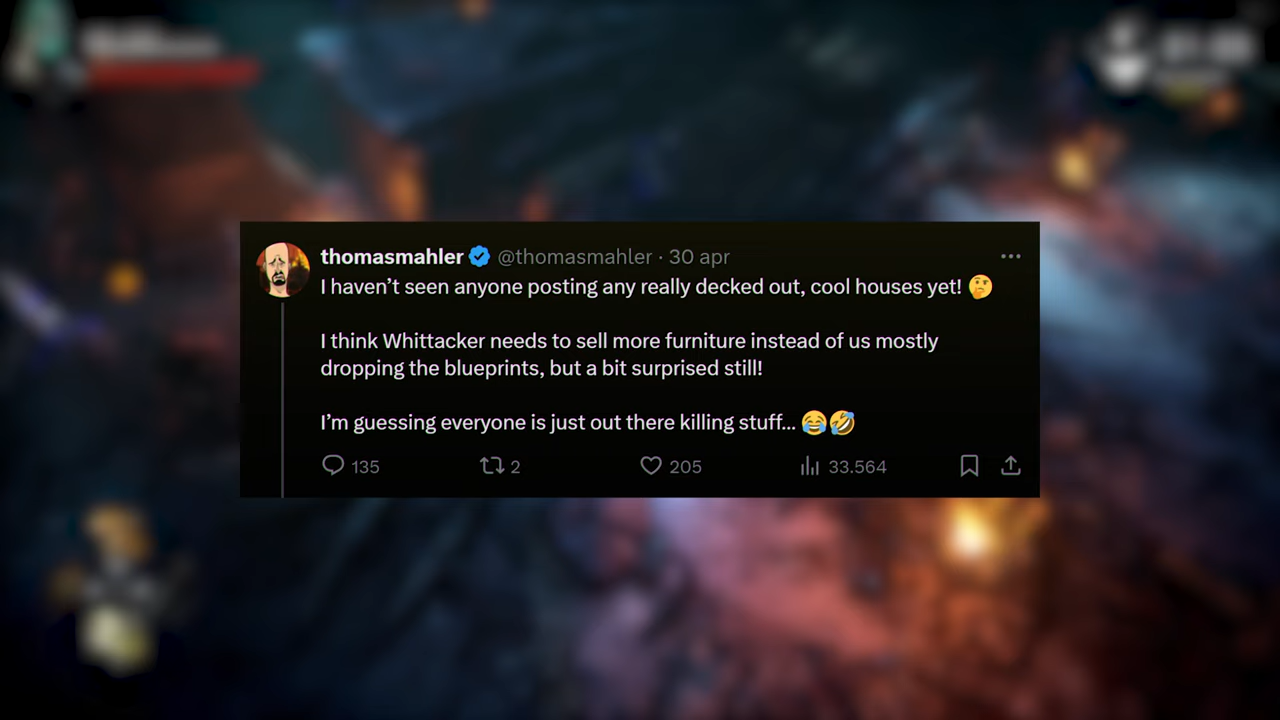 thomasmahler @thomasmahler · 30 apr
I haven’t seen anyone posting any really decked out, cool houses yet! 🤔
I think Whittacker needs to sell more furniture instead of us mostly
dropping the blueprints, but a bit surprised still!
I’m guessing everyone is just out there killing stuff... 😂🤣
135 2 205 33.564